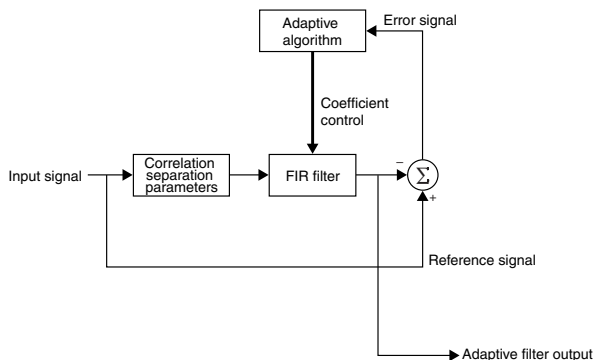 Adaptive
algorithm
Error signal
Coefficient
control
Input signal
Correlation
separation
parameters
FIR filter
−
Σ
+
Reference signal
Adaptive filter output